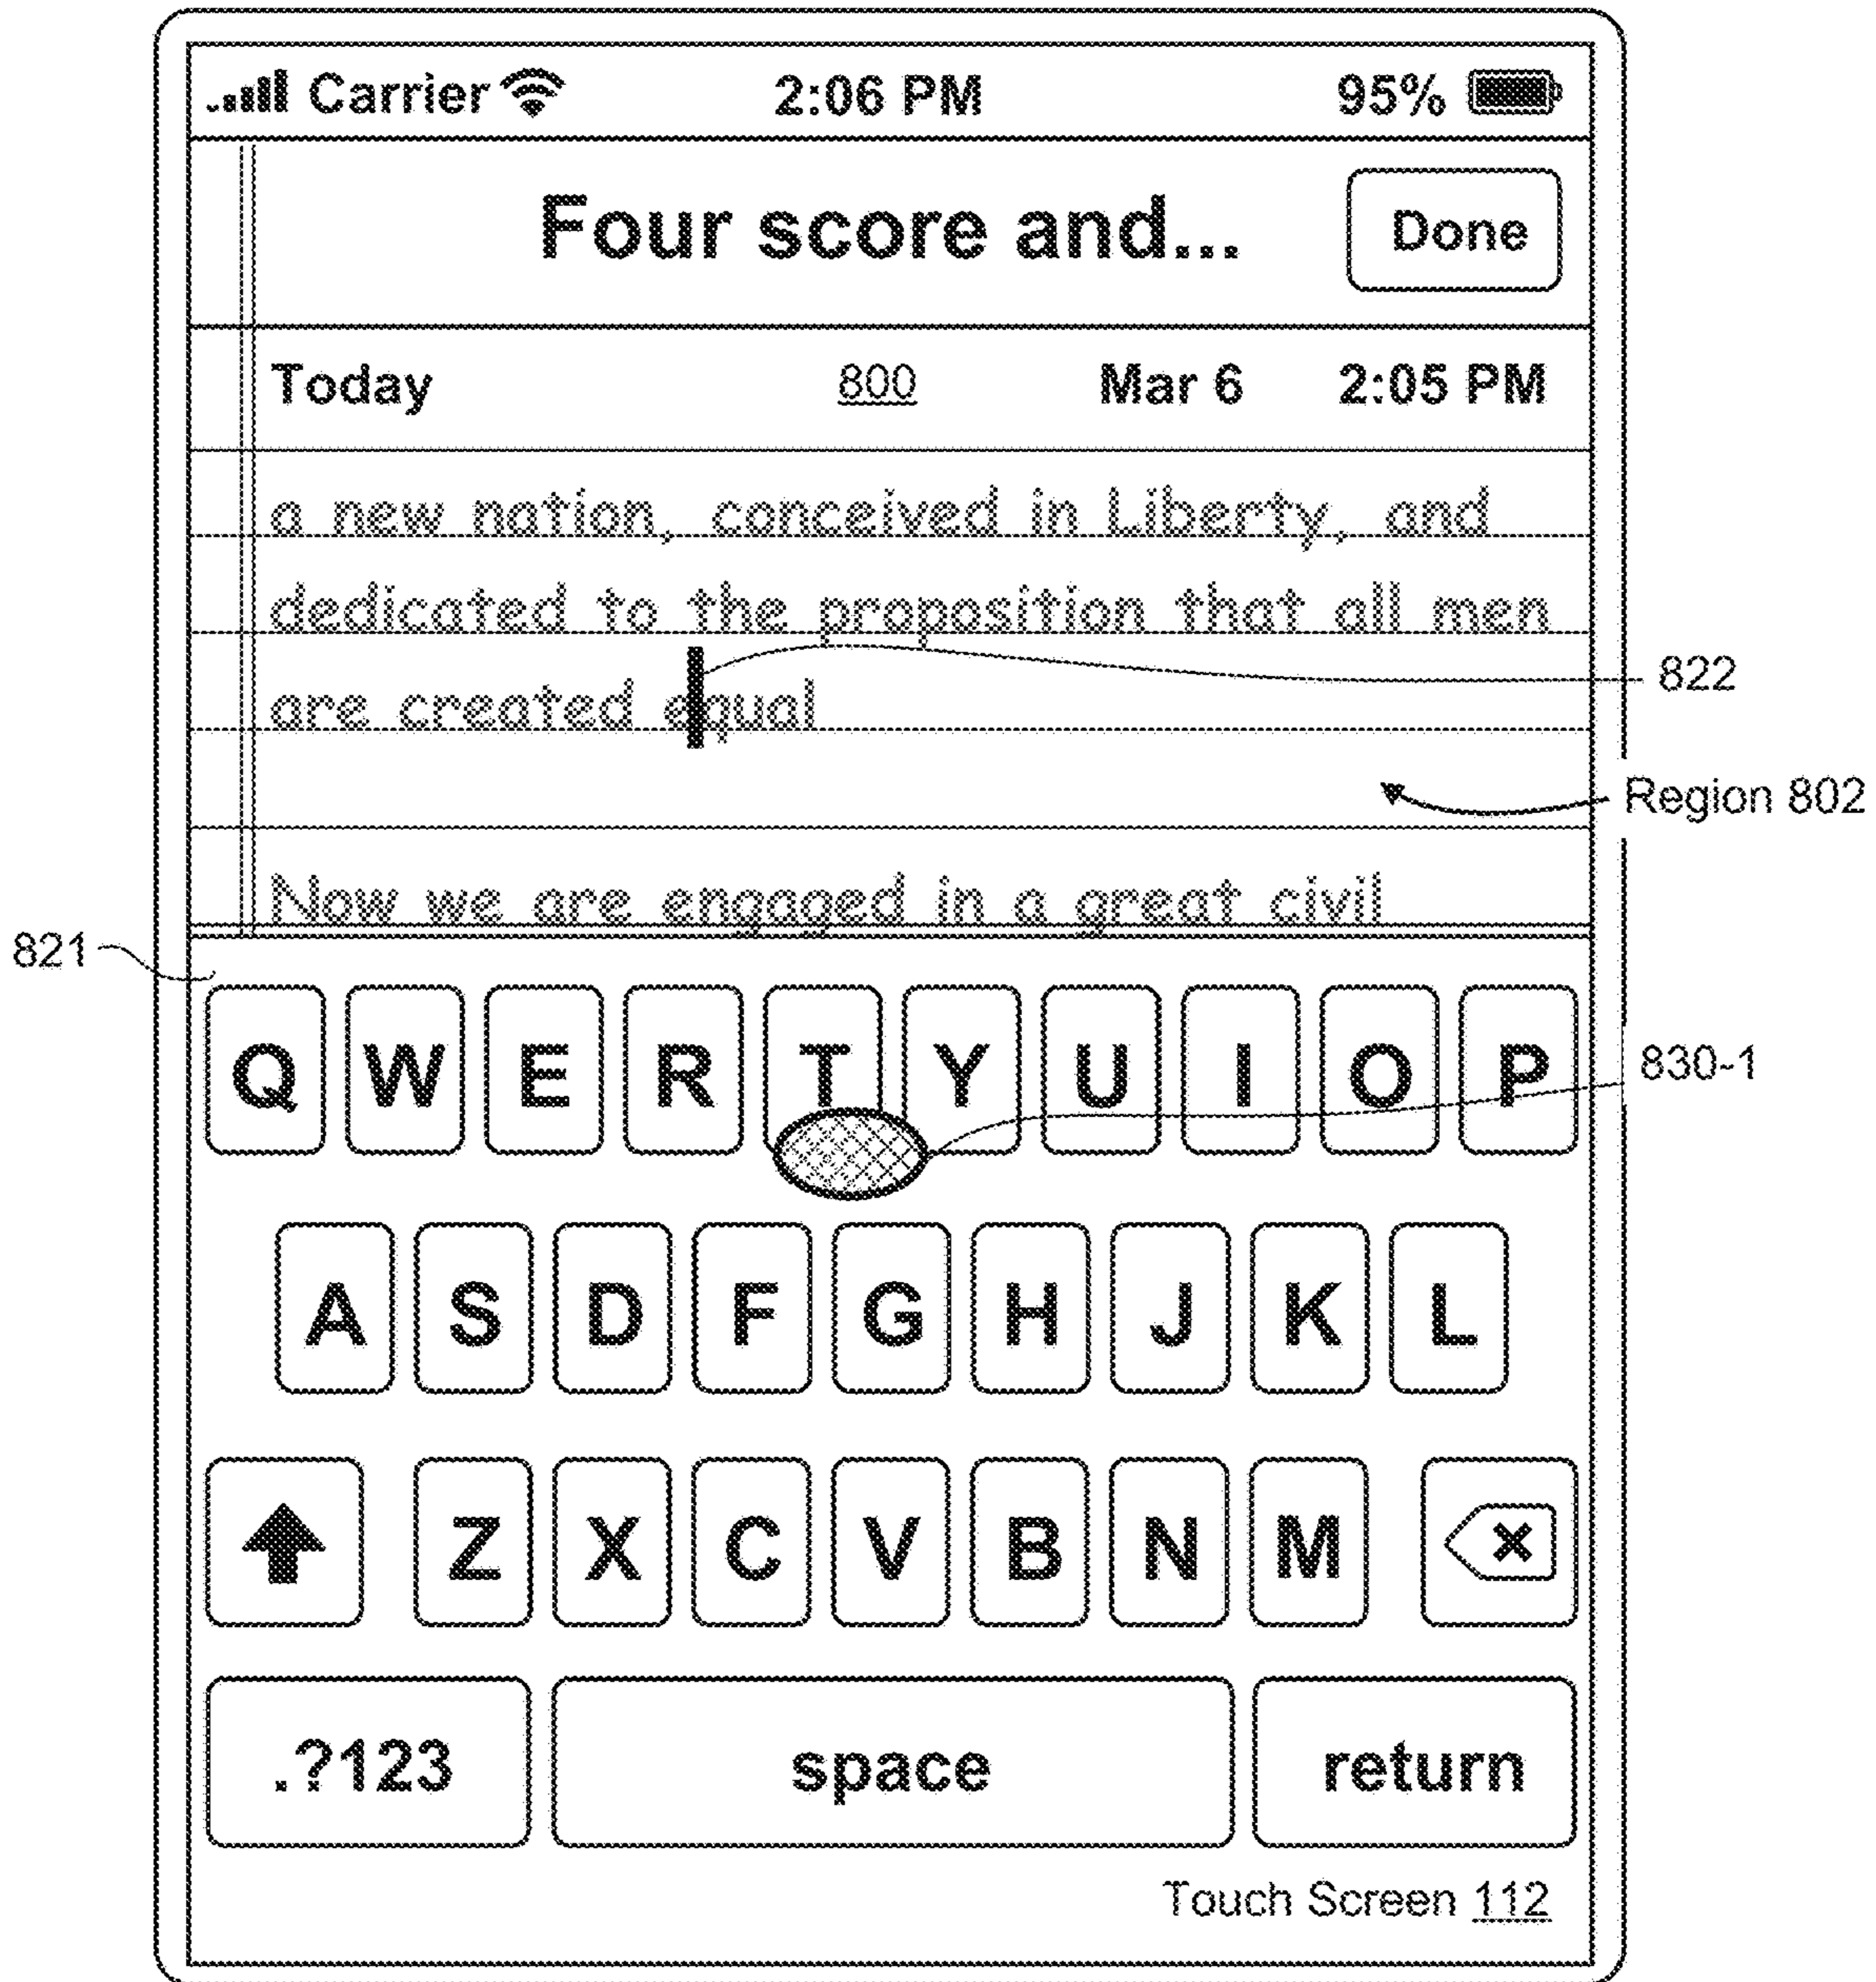 Carrier 2:06 PM 95%
Four score and... Done
Today 800 Mar 6 2:05 PM
a new nation, conceived in Liberty, and
dedicated to the proposition that all men
are created equal
822
Region 802
Now we are engaged in a great civil
821
Q W E R T Y U I O P
830-1
A S D F G H J K L
Z X C V B N M
.?123 space return
Touch Screen 112